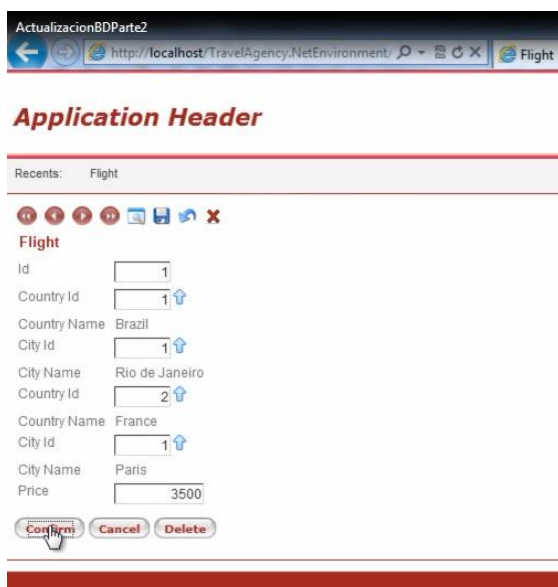 ActualizacionBDParte2
http://localhost/TravelAgency.NetEnvironment/ Flight
Application Header
Recents: Flight
Flight
Id 1
Country Id 1
Country Name Brazil
City Id 1
City Name Rio de Janeiro
Country Id 2
Country Name France
City Id 1
City Name Paris
Price 3500
Confirm Cancel Delete